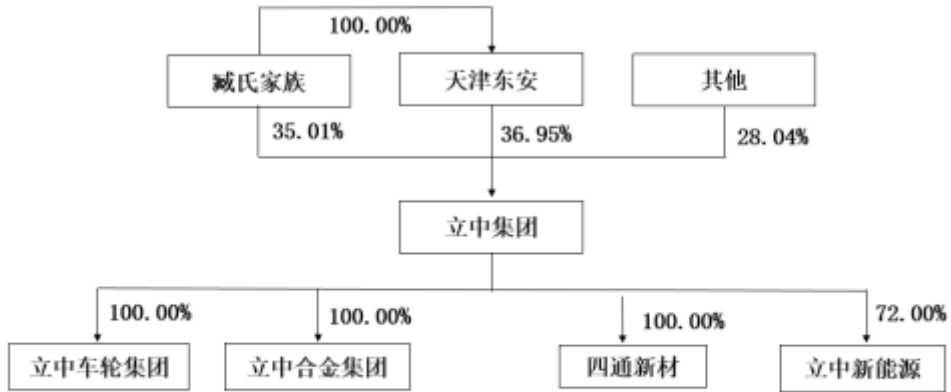 100.00%
臧氏家族
天津东安
其他
35.01%
36.95%
28.04%
立中集团
100.00%
100.00%
100.00%
72.00%
立中车轮集团
立中合金集团
四通新材
立中新能源